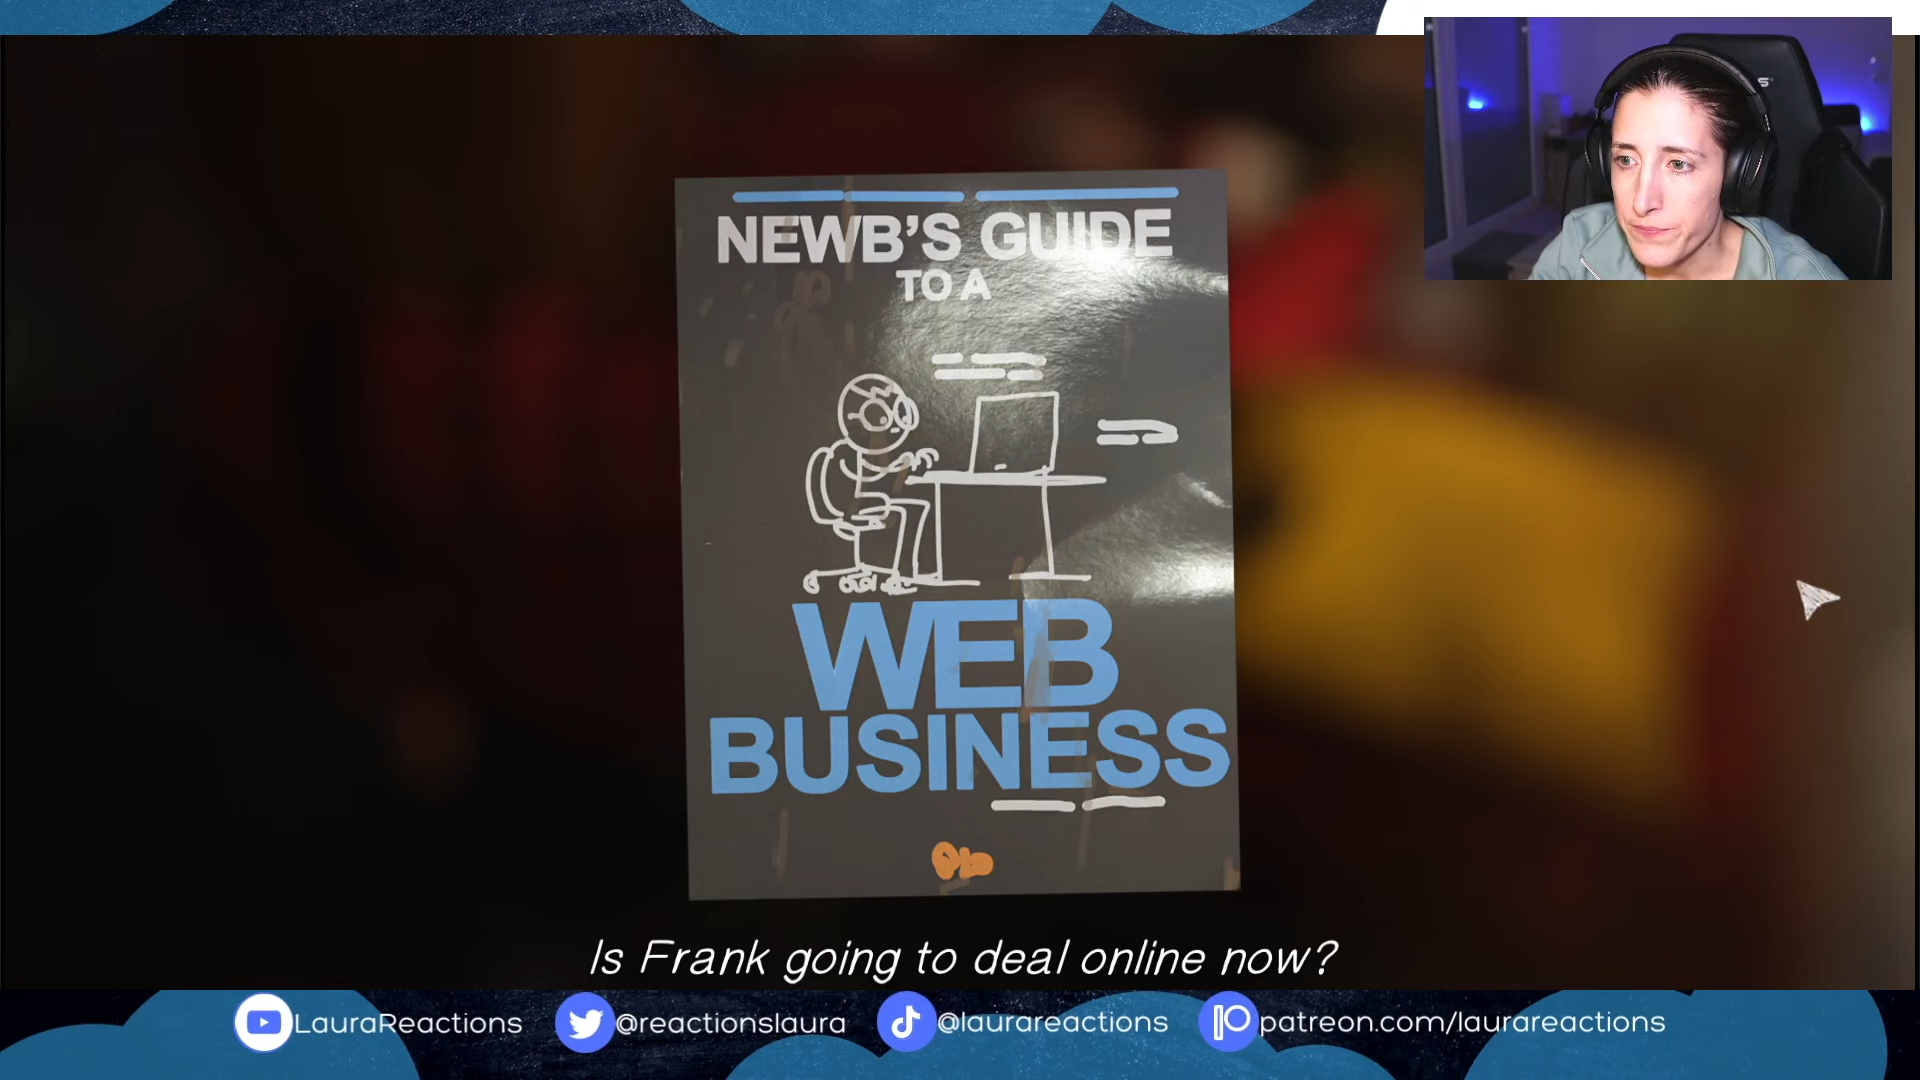 NEWB'S GUIDE
TO A
WEB
BUSINESS
Is Frank going to deal online now?
LauraReactions
@reactionslaura
@laurareactions
patreon.com/laurareactions